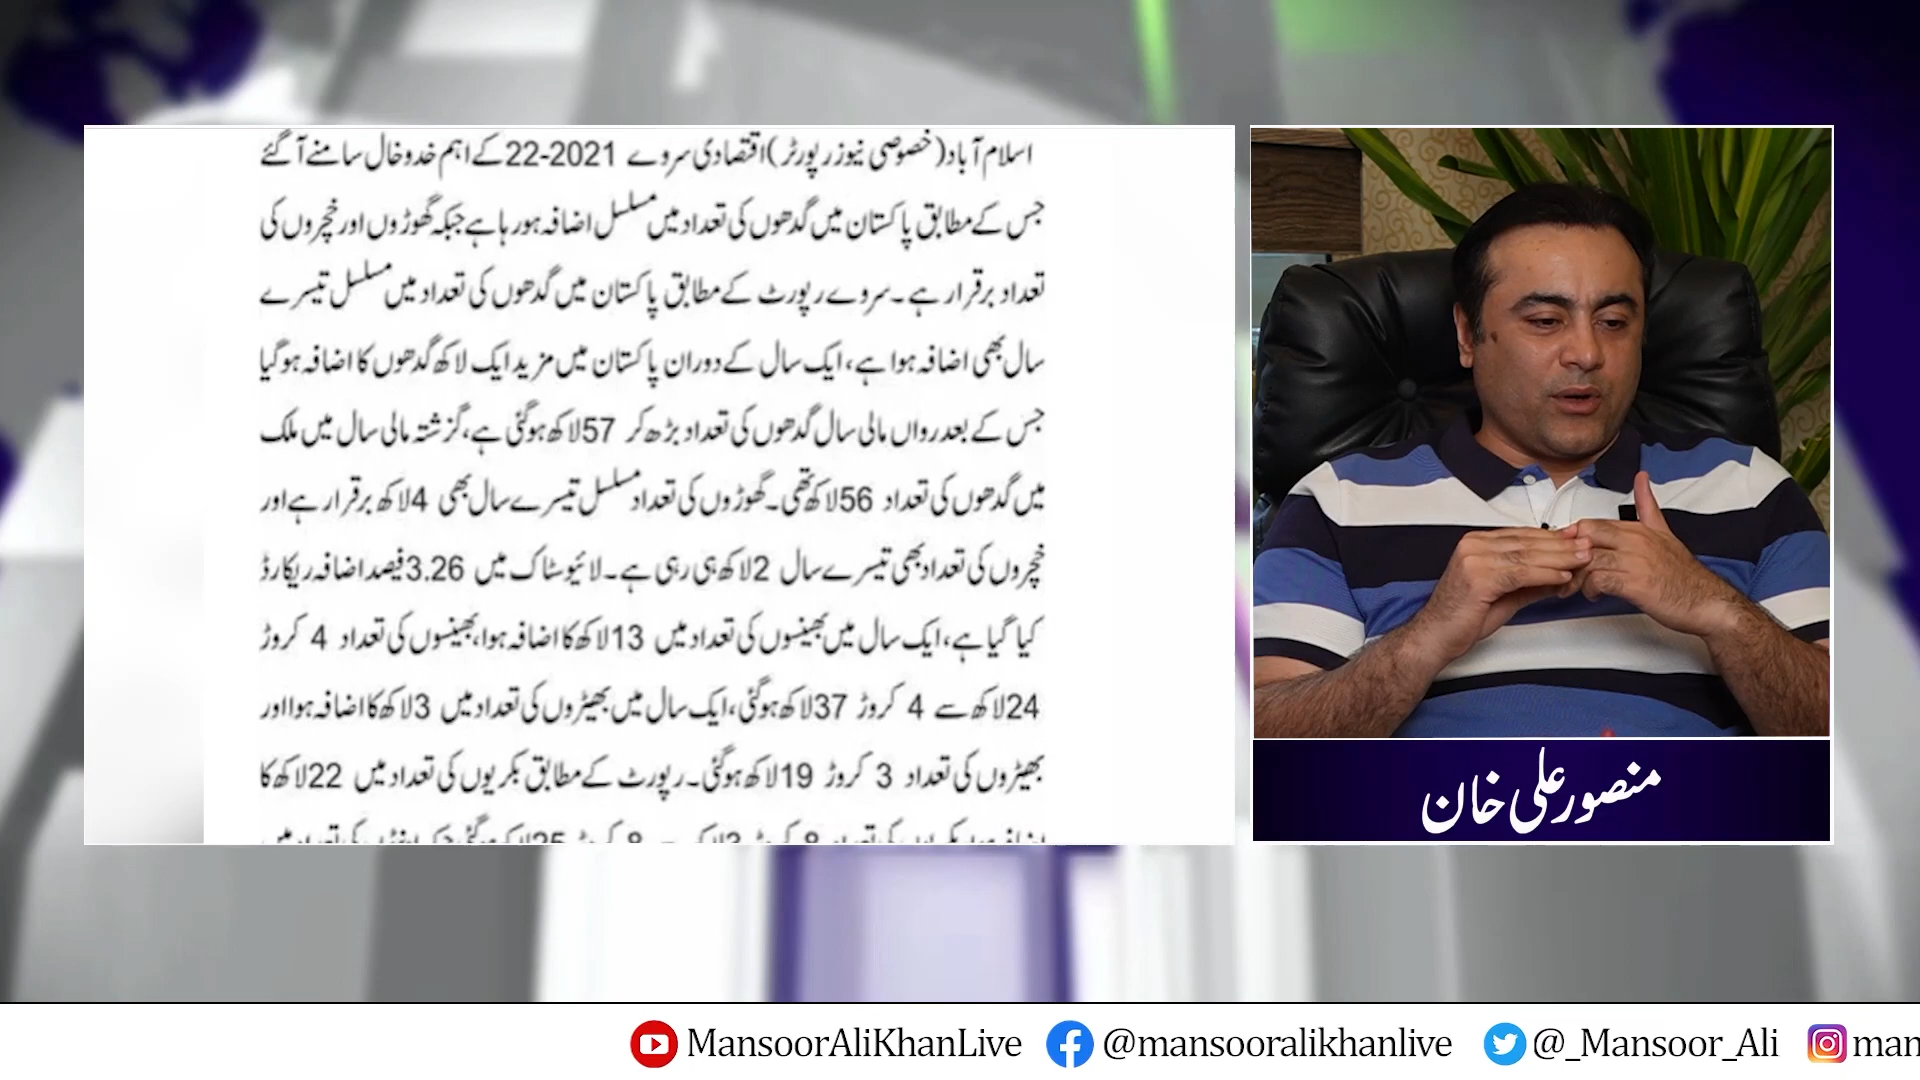 اسلام آباد (خصوصی نیوز رپورٹر) اقتصادی سروے 2021-22 کے اہم خدوخال سامنے آگئے
جس کے مطابق پاکستان میں گدھوں کی تعداد میں مسلسل اضافہ ہورہا ہے جبکہ گھوڑوں اور خچروں کی
تعداد برقرار ہے۔ سروے رپورٹ کے مطابق پاکستان میں گدھوں کی تعداد میں مسلسل تیسرے
سال بھی اضافہ ہوا ہے، ایک سال کے دوران پاکستان میں مزید ایک لاکھ گدھوں کا اضافہ ہوگیا
جس کے بعد رواں مالی سال گدھوں کی تعداد بڑھ کر 57 لاکھ ہوگئی ہے، گزشتہ مالی سال میں ملک
میں گدھوں کی تعداد 56 لاکھ تھی۔ گھوڑوں کی تعداد مسلسل تیسرے سال بھی 4 لاکھ برقرار ہے اور
خچروں کی تعداد بھی تیسرے سال 2 لاکھ ہی رہی ہے۔ لائیوسٹاک میں 3.26 فیصد اضافہ ریکارڈ
کیا گیا ہے، ایک سال میں بھینسوں کی تعداد میں 13 لاکھ کا اضافہ ہوا، بھینسوں کی تعداد 4 کروڑ
24 لاکھ سے 4 کروڑ 37 لاکھ ہوگئی، ایک سال میں بھیڑوں کی تعداد میں 3 لاکھ کا اضافہ ہوا اور
بھیڑوں کی تعداد 3 کروڑ 19 لاکھ ہوگئی۔ رپورٹ کے مطابق بکریوں کی تعداد میں 22 لاکھ کا
منصور علی خان
MansoorAliKhanLive @mansooralikhanlive @_Mansoor_Ali man